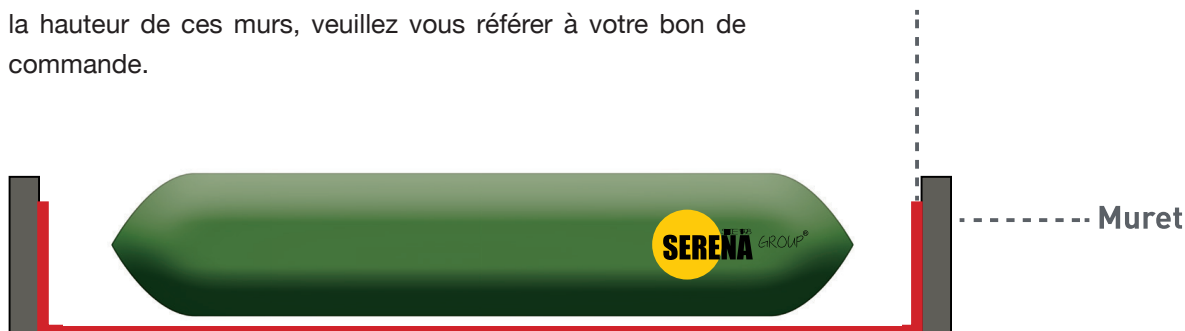 la hauteur de ces murs, veuillez vous référer à votre bon de
commande.
Muret
SERENA GROUP®